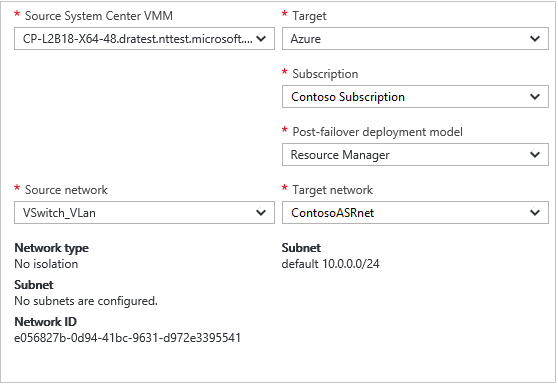 * Source System Center VMM
CP-L2B18-X64-48.dratest.nttest.microsoft....
* Target
Azure
* Subscription
Contoso Subscription
* Post-failover deployment model
Resource Manager
* Source network
VSwitch_VLan
* Target network
ContosoASRnet
Network type
No isolation
Subnet
No subnets are configured.
Network ID
e056827b-0d94-41bc-9631-d972e3395541
Subnet
default 10.0.0.0/24